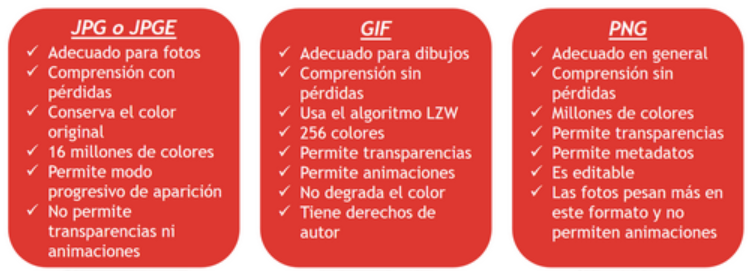 JPG o JPGE
✓ Adecuado para fotos
✓ Comprensión con
pérdidas
✓ Conserva el color
original
✓ 16 millones de colores
✓ Permite modo
progresivo de aparición
✓ No permite
transparencias ni
animaciones
GIF
✓ Adecuado para dibujos
✓ Comprensión sin
pérdidas
✓ Usa el algoritmo LZW
✓ 256 colores
✓ Permite transparencias
✓ Permite animaciones
✓ No degrada el color
✓ Tiene derechos de
autor
PNG
✓ Adecuado en general
✓ Comprensión sin
pérdidas
✓ Millones de colores
✓ Permite transparencias
✓ Permite metadatos
✓ Es editable
✓ Las fotos pesan más en
este formato y no
permiten animaciones